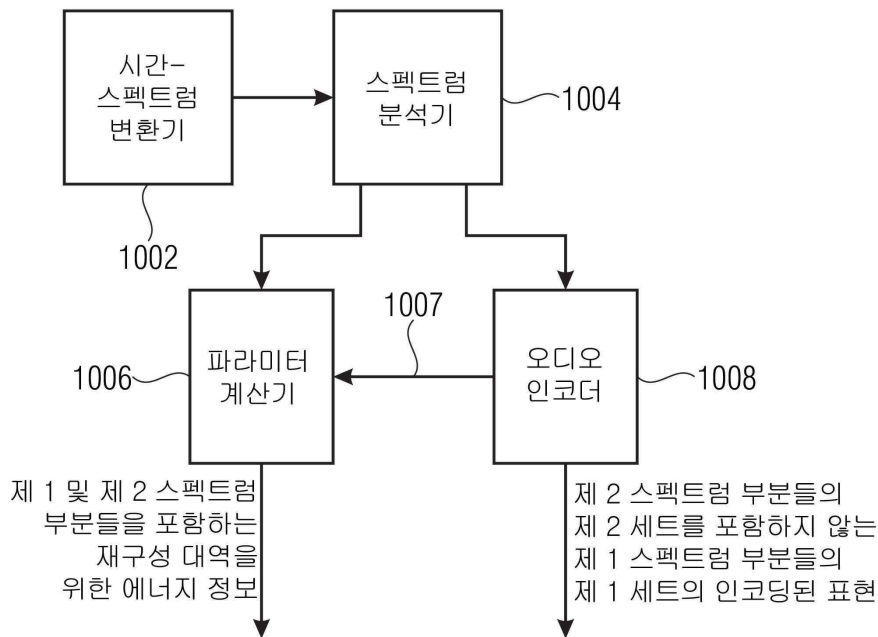 시간-
스펙트럼
변환기
스펙트럼
분석기
1004
1002
1007
파라미터
계산기
1006
오디오
인코더
1008
제 1 및 제 2 스펙트럼
부분들을 포함하는
재구성 대역을
위한 에너지 정보
제 2 스펙트럼 부분들의
제 2 세트를 포함하지 않는
제 1 스펙트럼 부분들의
제 1 세트의 인코딩된 표현